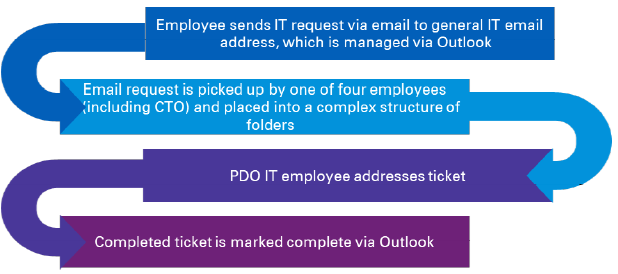 Employee sends IT request via email to general IT email
address, which is managed via Outlook
Email request is picked up by one of four employees
(including CTO) and placed into a complex structure of
folders
PDO IT employee addresses ticket
Completed ticket is marked complete via Outlook